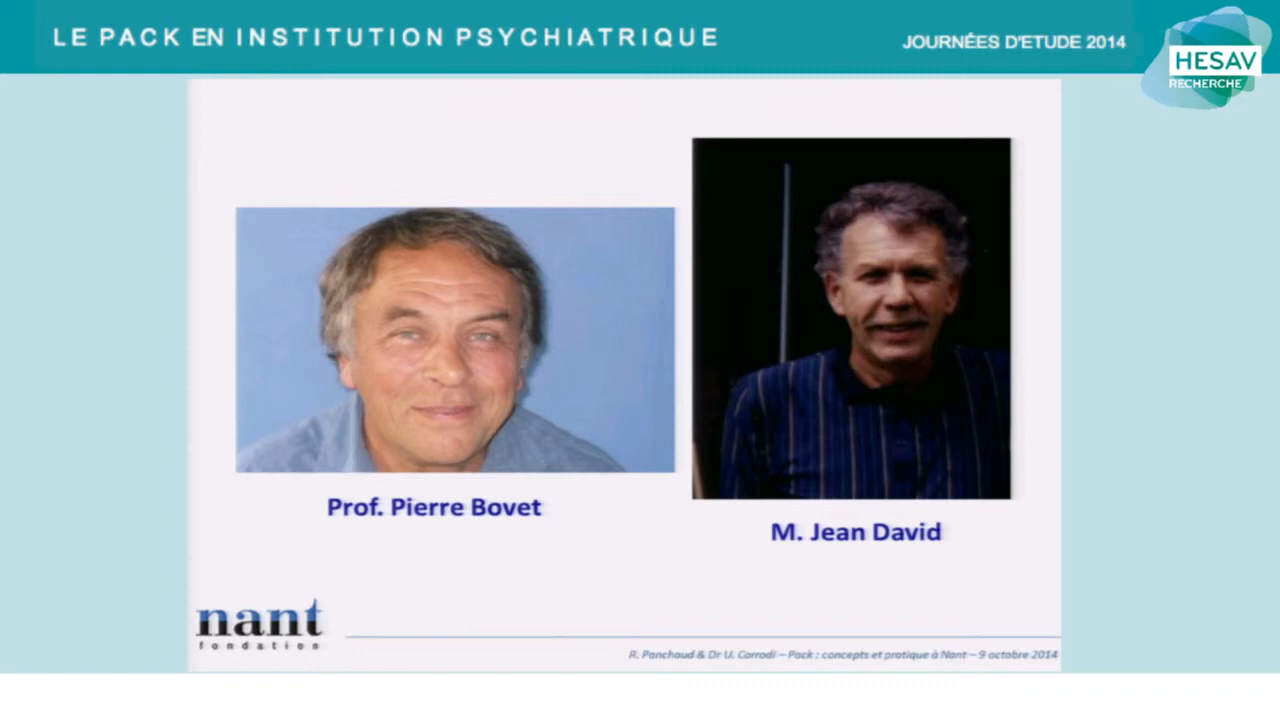 LE PACK EN INSTITUTION PSYCHIATRIQUE
JOURNÉES D'ETUDE 2014
HESAV
RECHERCHE
Prof. Pierre Bovet
M. Jean David
nant
fondation
R. Panchaud & Dr U. Corrodi – Pack : concepts et pratique à Nant – 9 octobre 2014